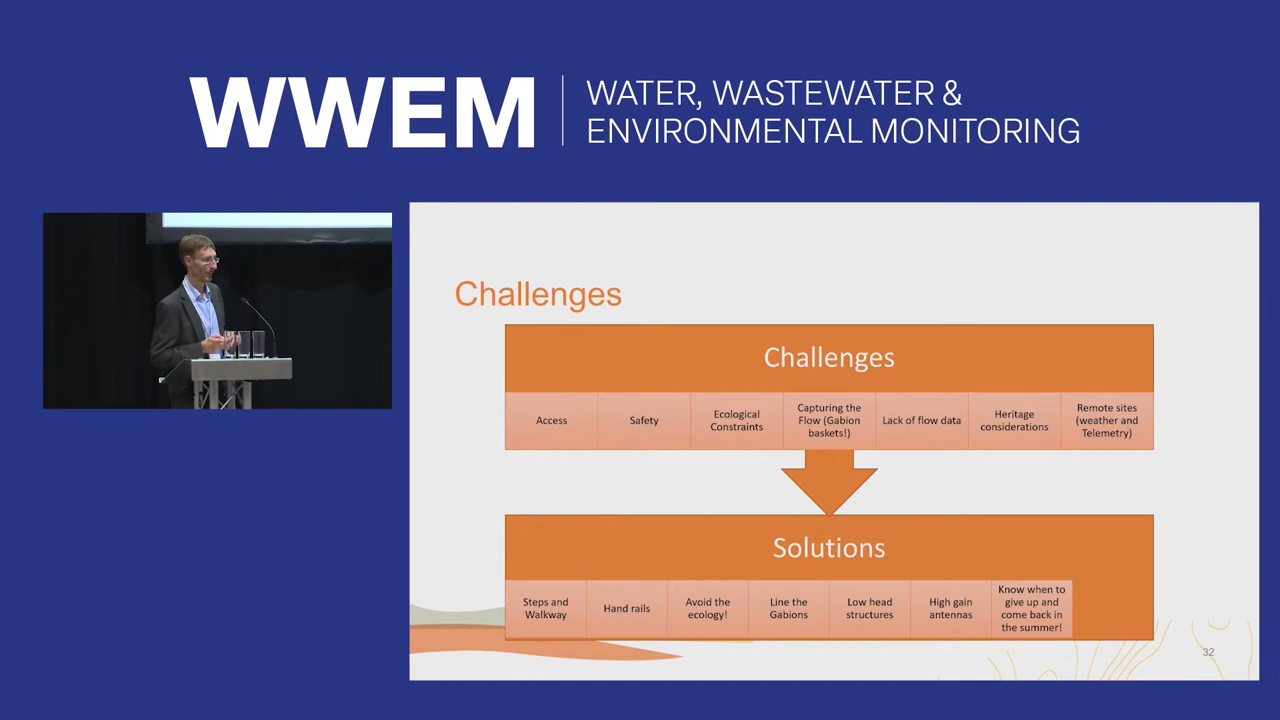 WWEM
WATER, WASTEWATER &
ENVIRONMENTAL MONITORING
Challenges
Challenges
Access
Safety
Ecological
Constraints
Capturing the
Flow (Gabion
baskets!)
Lack of flow data
Heritage
considerations
Remote sites
(weather and
Telemetry)
Solutions
Steps and
Walkway
Hand rails
Avoid the
ecology!
Line the
Gabions
Low head
structures
High gain
antennas
Know when to
give up and
come back in
the summer!
32